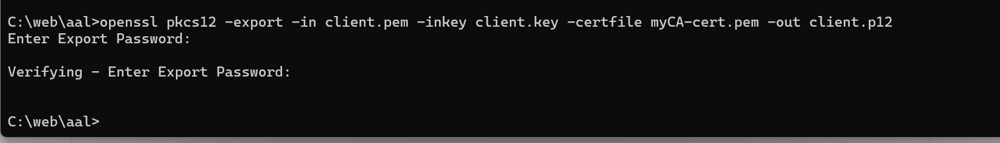 C:\web\aal>openssl pkcs12 -export -in client.pem -inkey client.key -certfile myCA-cert.pem -out client.p12
Enter Export Password:
Verifying - Enter Export Password:
C:\web\aal>